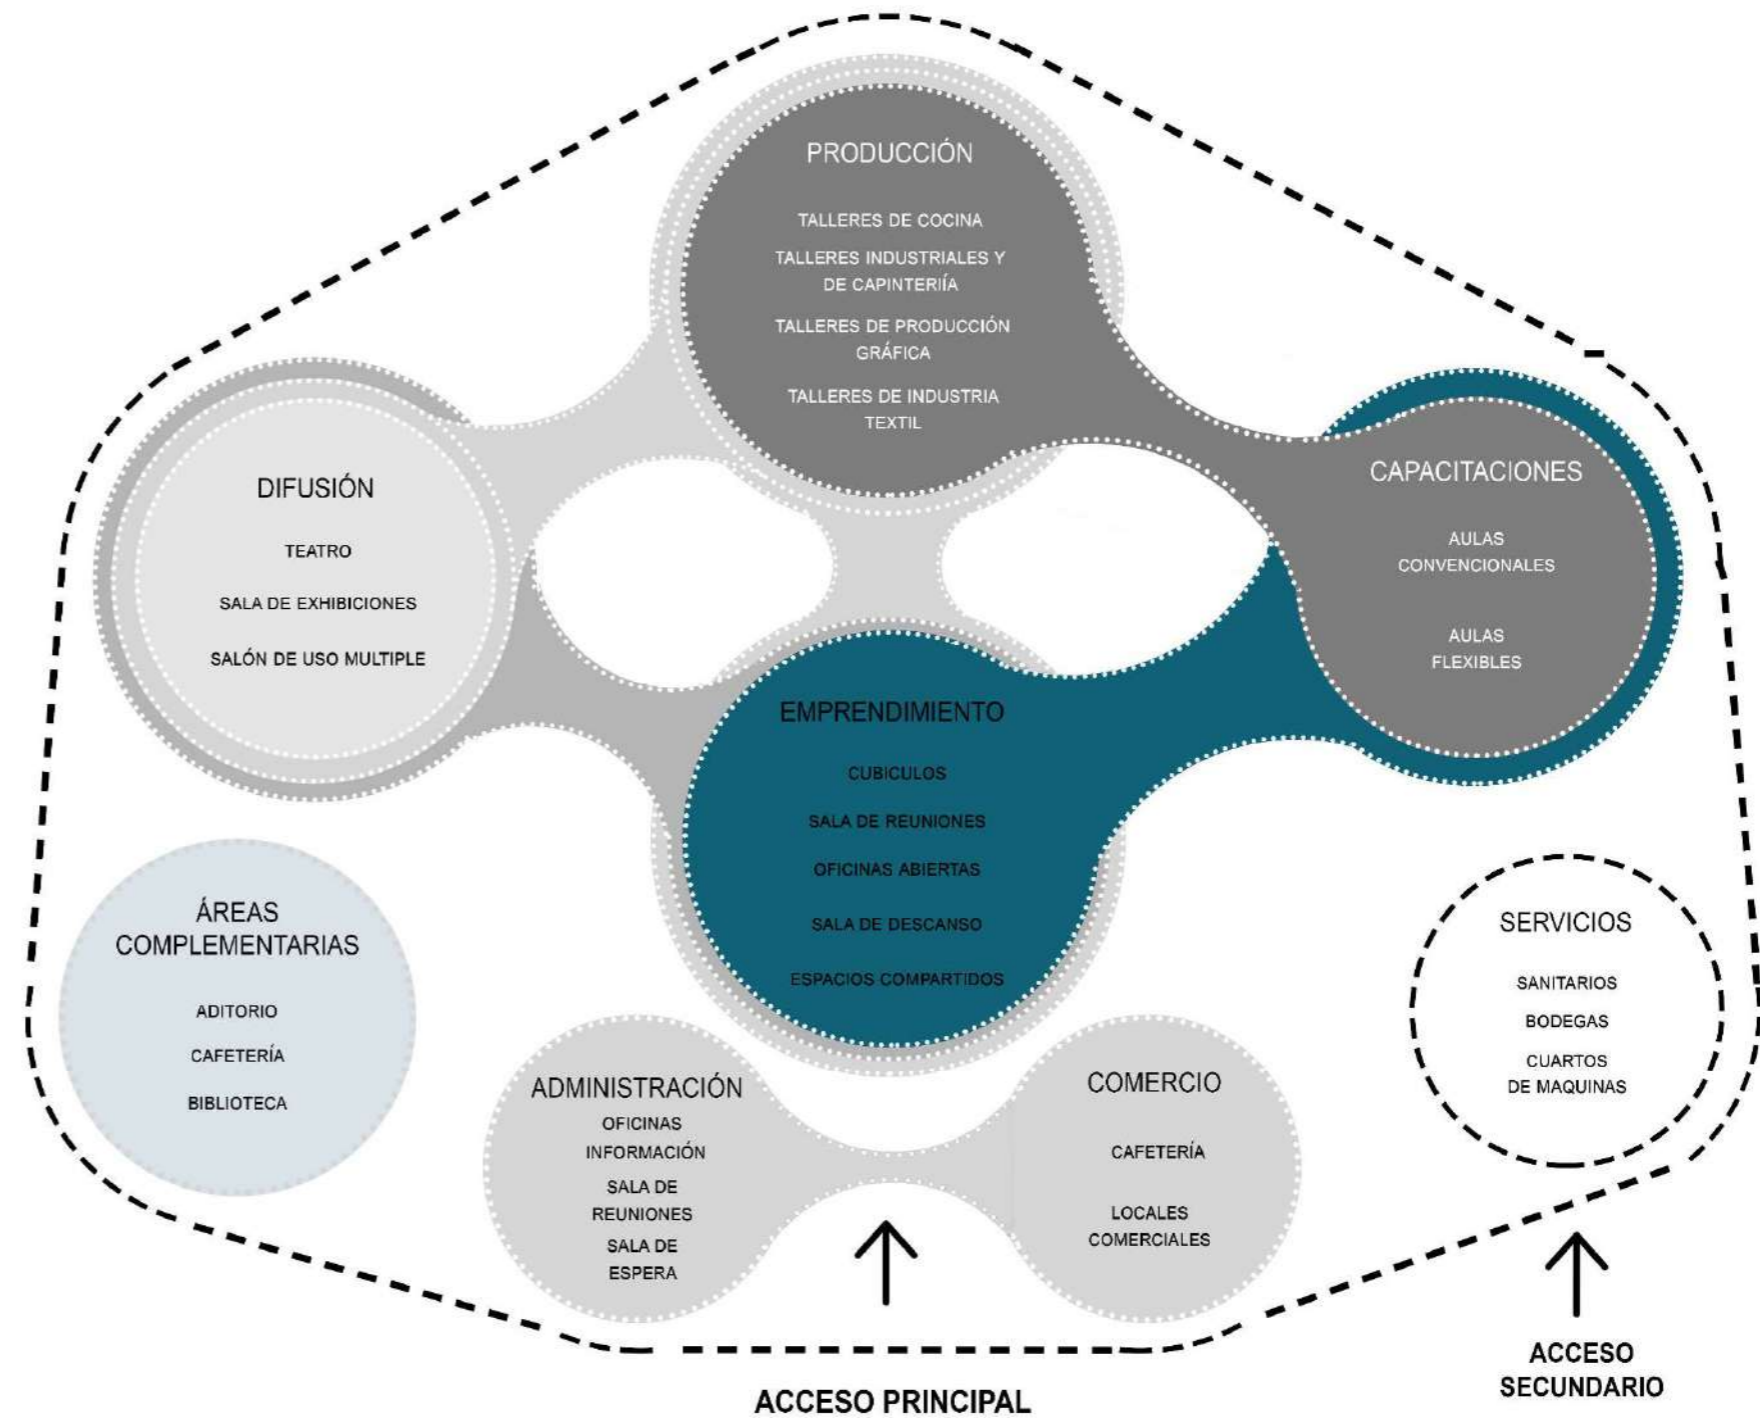 PRODUCCIÓN
TALLERES DE COCINA
TALLERES INDUSTRIALES Y
DE CAPINTERIÍA
TALLERES DE PRODUCCIÓN
GRÁFICA
TALLERES DE INDUSTRIA
TEXTIL
DIFUSIÓN
TEATRO
SALA DE EXHIBICIONES
SALÓN DE USO MULTIPLE
CAPACITACIONES
AULAS
CONVENCIONALES
AULAS
FLEXIBLES
EMPRENDIMIENTO
CUBICULOS
SALA DE REUNIONES
OFICINAS ABIERTAS
SALA DE DESCANSO
ESPACIOS COMPARTIDOS
ÁREAS
COMPLEMENTARIAS
ADITORIO
CAFETERÍA
BIBLIOTECA
ADMINISTRACIÓN
OFICINAS
INFORMACIÓN
SALA DE
REUNIONES
SALA DE
ESPERA
COMERCIO
CAFETERÍA
LOCALES
COMERCIALES
SERVICIOS
SANITARIOS
BODEGAS
CUARTOS
DE MAQUINAS
ACCESO PRINCIPAL
ACCESO
SECUNDARIO